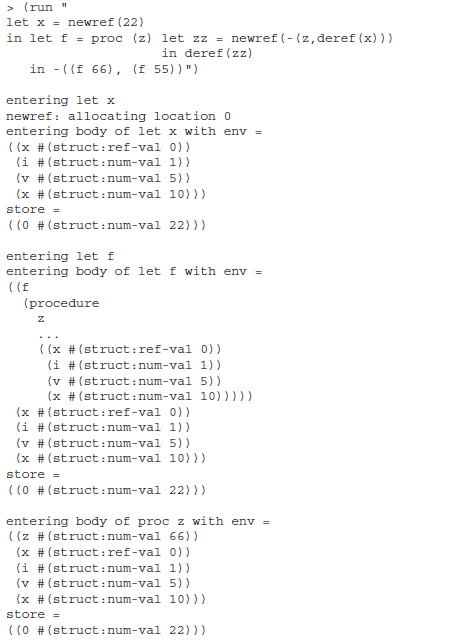 > (run "
let x = newref(22)
in let f = proc (z) let zz = newref(-(z,deref(x)))
                    in deref(zz)
   in -((f 66), (f 55))")

entering let x
newref: allocating location 0
entering body of let x with env =
((x #(struct:ref-val 0))
 (i #(struct:num-val 1))
 (v #(struct:num-val 5))
 (x #(struct:num-val 10)))
store =
((0 #(struct:num-val 22)))

entering let f
entering body of let f with env =
((f
  (procedure
    z
    ...
    ((x #(struct:ref-val 0))
     (i #(struct:num-val 1))
     (v #(struct:num-val 5))
     (x #(struct:num-val 10)))))
 (x #(struct:ref-val 0))
 (i #(struct:num-val 1))
 (v #(struct:num-val 5))
 (x #(struct:num-val 10)))
store =
((0 #(struct:num-val 22)))

entering body of proc z with env =
((z #(struct:num-val 66))
 (x #(struct:ref-val 0))
 (i #(struct:num-val 1))
 (v #(struct:num-val 5))
 (x #(struct:num-val 10)))
store =
((0 #(struct:num-val 22)))